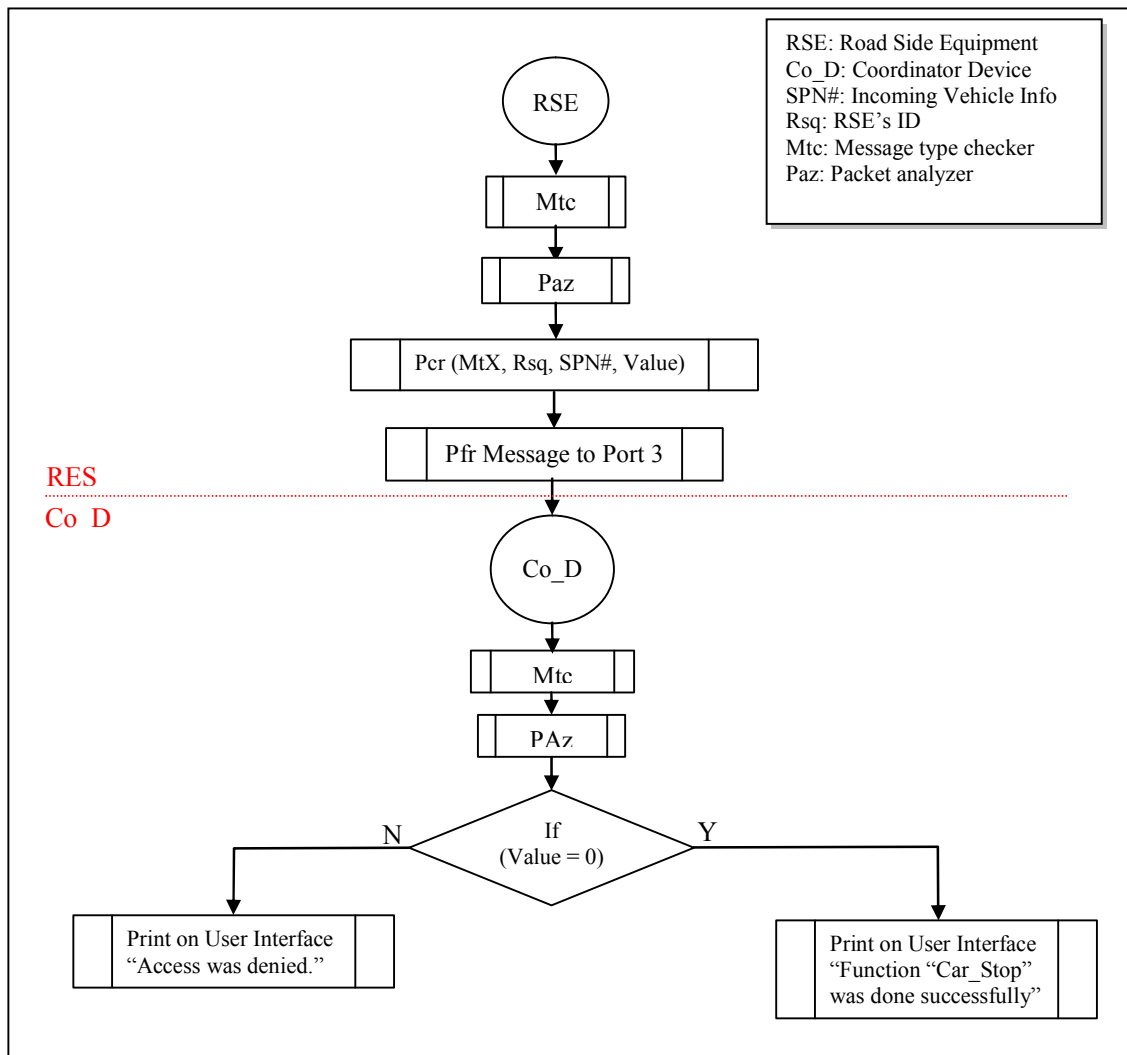 RSE: Road Side Equipment
Co_D: Coordinator Device
SPN#: Incoming Vehicle Info
Rsq: RSE’s ID
Mtc: Message type checker
Paz: Packet analyzer
RSE
Mtc
Paz
Pcr (MtX, Rsq, SPN#, Value)
Pfr Message to Port 3
RES
Co_D
Co_D
Mtc
PAz
If
(Value = 0)
N
Y
Print on User Interface
“Access was denied.”
Print on User Interface
“Function “Car_Stop”
was done successfully”